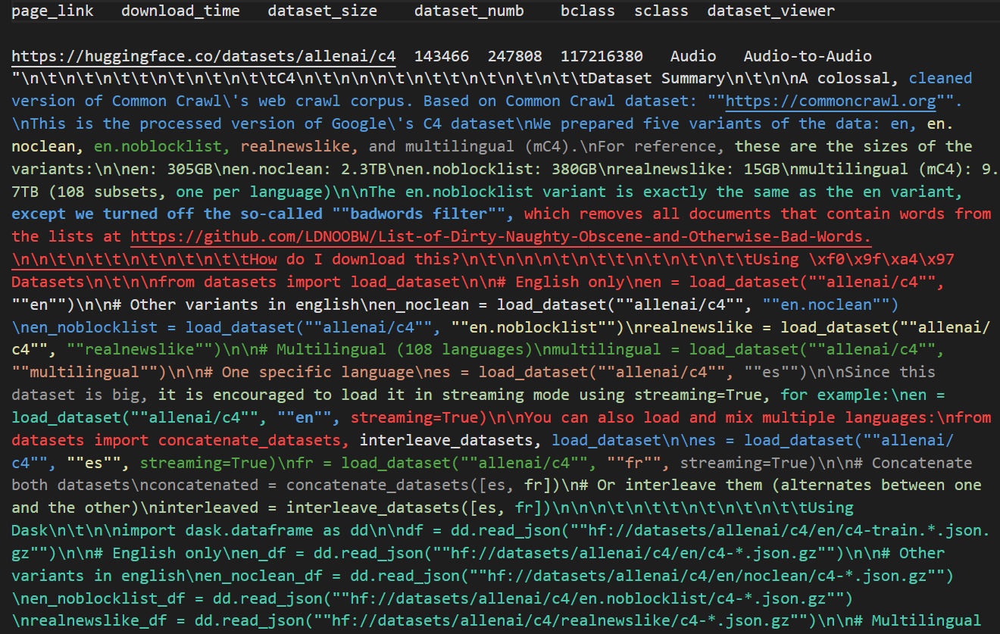 page_link   download_time   dataset_size    dataset_numb    bclass  sclass  dataset_viewer
https://huggingface.co/datasets/allenai/c4  143466  247808  117216380   Audio   Audio-to-Audio
"\n\t\n\t\n\t\t\n\t\n\t\n\t\tC4\n\t\n\n\n\t\n\t\t\n\t\n\t\n\t\tDataset Summary\n\t\n\nA colossal, cleaned
version of Common Crawl\'s web crawl corpus. Based on Common Crawl dataset: ""https://commoncrawl.org"".
\nThis is the processed version of Google\'s C4 dataset\nWe prepared five variants of the data: en, en.
noclean, en.noblocklist, realnewslike, and multilingual (mC4).\nFor reference, these are the sizes of the
variants:\n\nen: 305GB\nen.noclean: 2.3TB\nen.noblocklist: 380GB\nrealnewslike: 15GB\nmultilingual (mC4): 9.
7TB (108 subsets, one per language)\n\nThe en.noblocklist variant is exactly the same as the en variant,
except we turned off the so-called ""badwords filter"", which removes all documents that contain words from
the lists at https://github.com/LDNOOBW/List-of-Dirty-Naughty-Obscene-and-Otherwise-Bad-Words.
\n\n\t\n\t\t\n\t\n\t\n\t\tHow do I download this?\n\t\n\n\n\t\n\t\t\n\t\n\t\n\t\tUsing \xf0\x9f\xa4\x97
Datasets\n\t\n\nfrom datasets import load_dataset\n\n# English only\nen = load_dataset(""allenai/c4"",
""en"")\n\n# Other variants in english\nen_noclean = load_dataset(""allenai/c4"", ""en.noclean"")
\nen_noblocklist = load_dataset(""allenai/c4"", ""en.noblocklist"")\nrealnewslike = load_dataset(""allenai/
c4"", ""realnewslike"")\n\n# Multilingual (108 languages)\nmultilingual = load_dataset(""allenai/c4"",
""multilingual"")\n\n# One specific language\nes = load_dataset(""allenai/c4"", ""es"")\n\nSince this
dataset is big, it is encouraged to load it in streaming mode using streaming=True, for example:\nen =
load_dataset(""allenai/c4"", ""en"", streaming=True)\n\nYou can also load and mix multiple languages:\nfrom
datasets import concatenate_datasets, interleave_datasets, load_dataset\n\nes = load_dataset(""allenai/
c4"", ""es"", streaming=True)\nfr = load_dataset(""allenai/c4"", ""fr"", streaming=True)\n\n# Concatenate
both datasets\nconcatenated = concatenate_datasets([es, fr])\n# Or interleave them (alternates between one
and the other)\ninterleaved = interleave_datasets([es, fr])\n\n\n\t\n\t\t\n\t\n\t\n\t\tUsing
Dask\n\t\n\nimport dask.dataframe as dd\n\ndf = dd.read_json(""hf://datasets/allenai/c4/en/c4-train.*.json.
gz"")\n\n# English only\nen_df = dd.read_json(""hf://datasets/allenai/c4/en/c4-*.json.gz"")\n\n# Other
variants in english\nen_noclean_df = dd.read_json(""hf://datasets/allenai/c4/en/noclean/c4-*.json.gz"")
\nen_noblocklist_df = dd.read_json(""hf://datasets/allenai/c4/en.noblocklist/c4-*.json.gz"")
\nrealnewslike_df = dd.read_json(""hf://datasets/allenai/c4/realnewslike/c4-*.json.gz"")\n\n# Multilingual